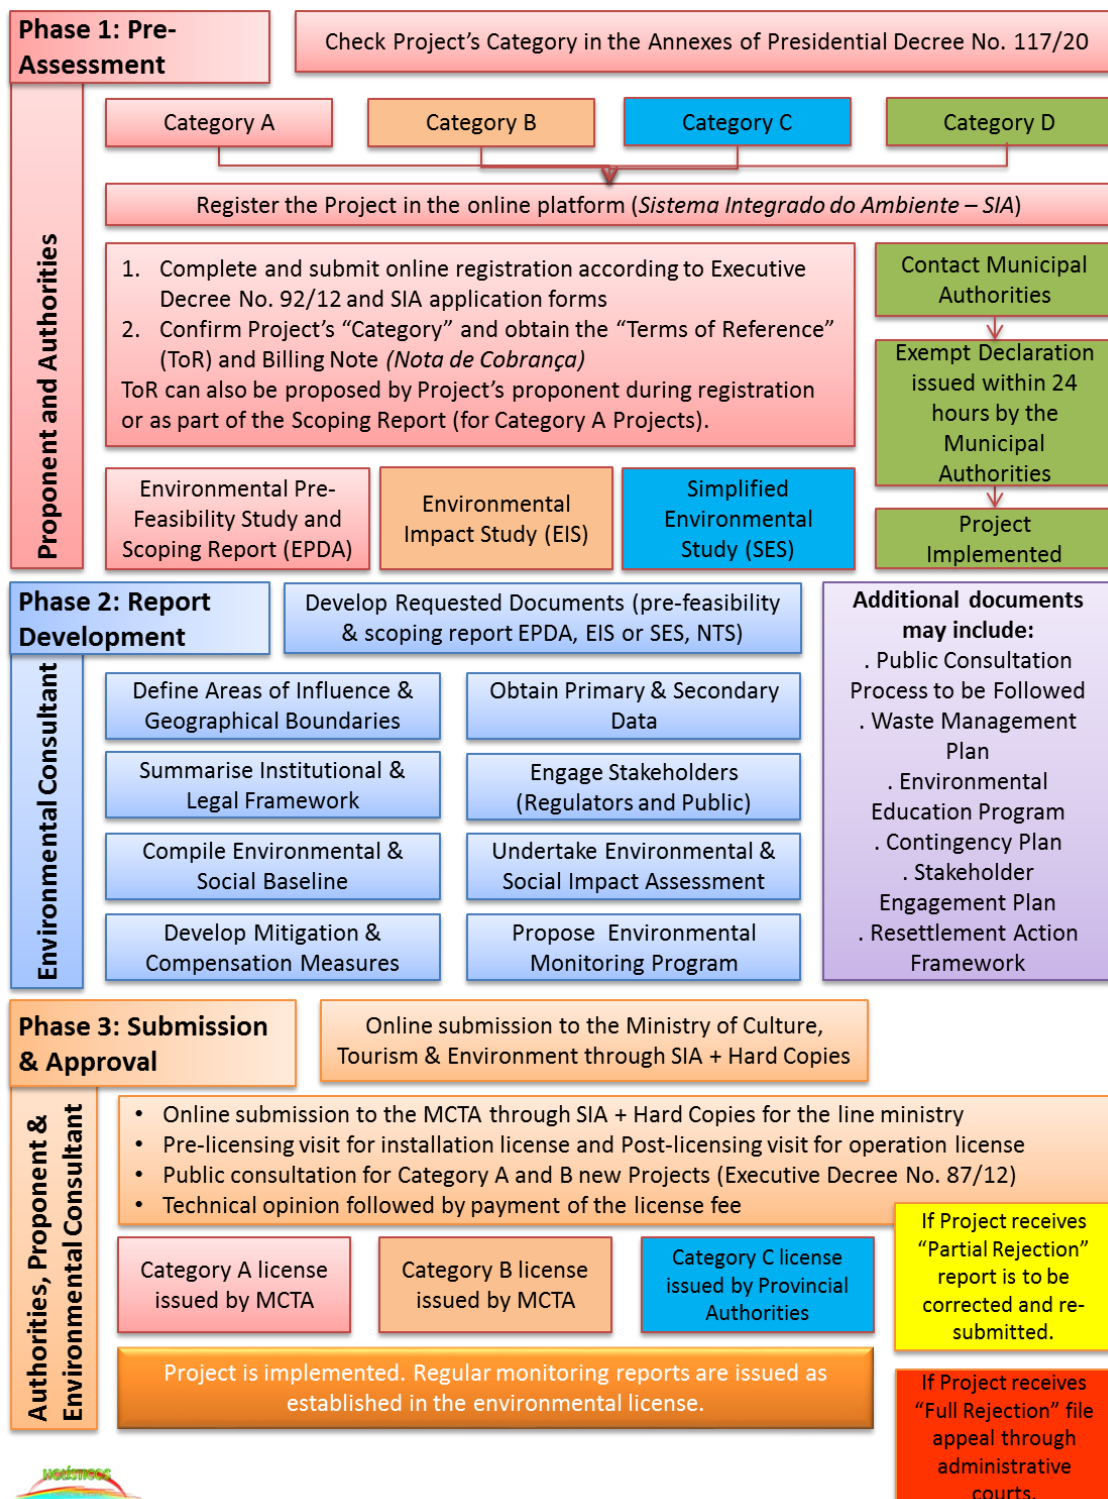 Phase 1: Pre-
Assessment
Check Project’s Category in the Annexes of Presidential Decree No. 117/20
Proponent and Authorities
Category A
Category B
Category C
Category D
Register the Project in the online platform (Sistema Integrado do Ambiente – SIA)
1. Complete and submit online registration according to Executive
Decree No. 92/12 and SIA application forms
2. Confirm Project’s “Category” and obtain the “Terms of Reference”
(ToR) and Billing Note (Nota de Cobrança)
ToR can also be proposed by Project’s proponent during registration
or as part of the Scoping Report (for Category A Projects).
Contact Municipal
Authorities
Exempt Declaration
issued within 24
hours by the
Municipal
Authorities
Project
Implemented
Environmental Pre-
Feasibility Study and
Scoping Report (EPDA)
Environmental
Impact Study (EIS)
Simplified
Environmental
Study (SES)
Phase 2: Report
Development
Develop Requested Documents (pre-feasibility
& scoping report EPDA, EIS or SES, NTS)
Environmental Consultant
Define Areas of Influence &
Geographical Boundaries
Obtain Primary & Secondary
Data
Summarise Institutional &
Legal Framework
Engage Stakeholders
(Regulators and Public)
Compile Environmental &
Social Baseline
Undertake Environmental &
Social Impact Assessment
Develop Mitigation &
Compensation Measures
Propose Environmental
Monitoring Program
Additional documents
may include:
. Public Consultation
Process to be Followed
. Waste Management
Plan
. Environmental
Education Program
. Contingency Plan
. Stakeholder
Engagement Plan
. Resettlement Action
Framework
Phase 3: Submission
& Approval
Online submission to the Ministry of Culture,
Tourism & Environment through SIA + Hard Copies
Authorities, Proponent &
Environmental Consultant
• Online submission to the MCTA through SIA + Hard Copies for the line ministry
• Pre-licensing visit for installation license and Post-licensing visit for operation license
• Public consultation for Category A and B new Projects (Executive Decree No. 87/12)
• Technical opinion followed by payment of the license fee
Category A license
issued by MCTA
Category B license
issued by MCTA
Category C license
issued by Provincial
Authorities
If Project receives
“Partial Rejection”
report is to be
corrected and re-
submitted.
Project is implemented. Regular monitoring reports are issued as
established in the environmental license.
If Project receives
“Full Rejection” file
appeal through
administrative
courts.
HOLÍSTICOS